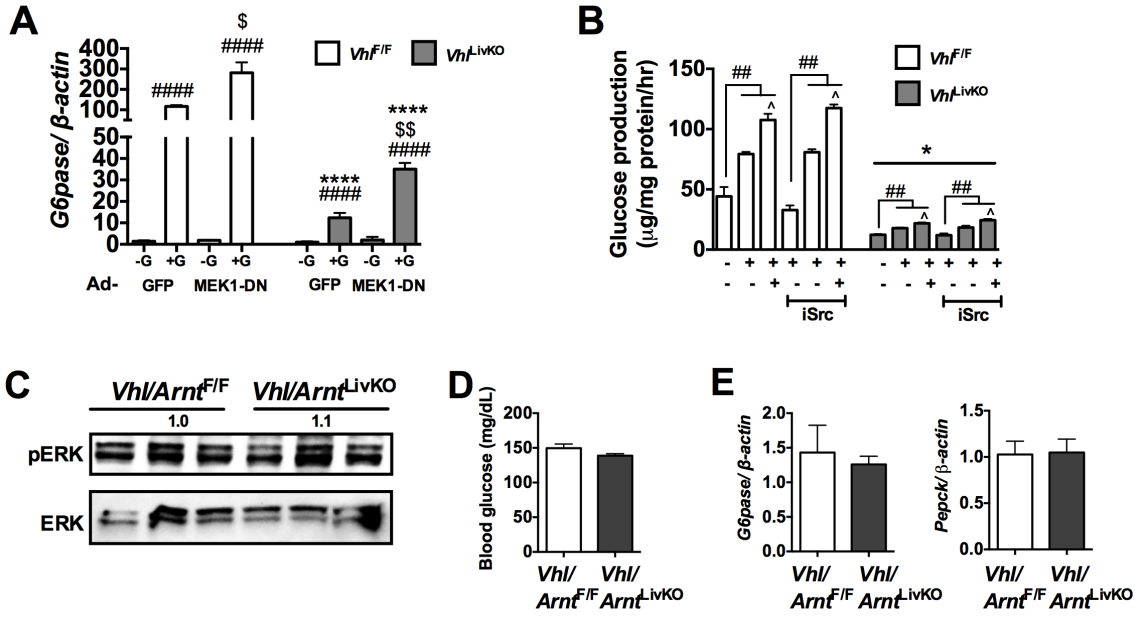 A
G6pase/ β-actin
400
300
200
100
50
40
30
20
10
0
####
$
####
****
####
****
$$
####
Vhl^F/F
Vhl^LivKO
-G +G -G +G -G +G -G +G
Ad- GFP MEK1-DN GFP MEK1-DN
B
Glucose production
(μg/mg protein/hr)
150
100
50
0
##
^
##
^
*
##
^
##
^
Vhl^F/F
Vhl^LivKO
- + + + + + - + + + + +
- - + - - + - - + - - +
iSrc iSrc
C
Vhl/Arnt^F/F Vhl/Arnt^LivKO
1.0 1.1
pERK
ERK
D
Blood glucose (mg/dL)
200
150
100
50
0
Vhl/ Vhl/
Arnt^F/F Arnt^LivKO
E
G6pase/ β-actin
2.0
1.5
1.0
0.5
0.0
Vhl/ Vhl/
Arnt^F/F Arnt^LivKO
Pepck/ β-actin
1.5
1.0
0.5
0.0
Vhl/ Vhl/
Arnt^F/F Arnt^LivKO